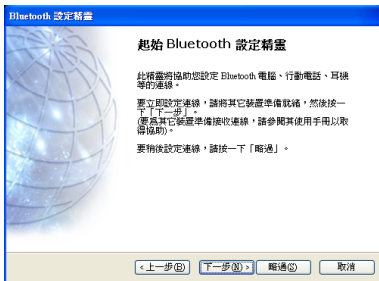 Bluetooth 設定精靈
起始 Bluetooth 設定精靈
此精靈將協助您設定 Bluetooth 電腦、行動電話、耳機
等的連線。
要立即設定連線，請將其它裝置準備就緒，然後按一
下「下一步」。
(要為其它裝置準備接收連線，請參閱其使用手冊以取
得協助)。
要稍後設定連線，請按一下「略過」。
<上一步(B)
下一步(N)>
略過(S)
取消